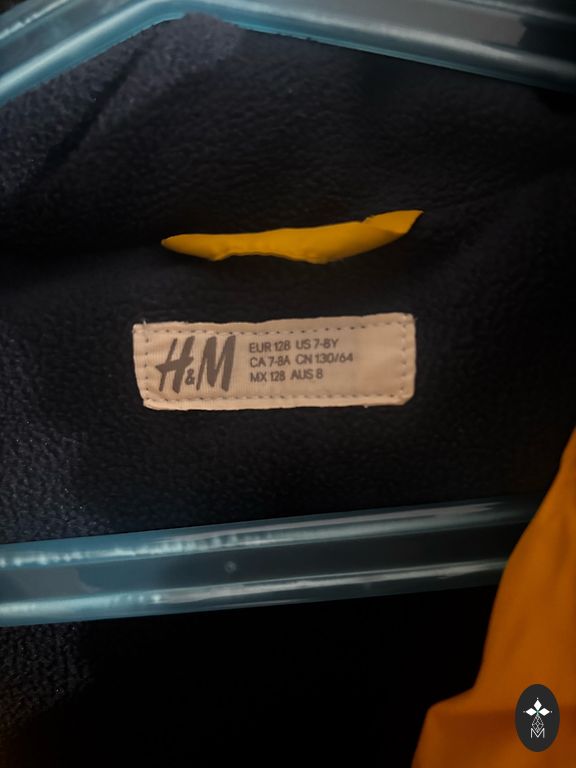 H&M
EUR 128 US 7-8Y
CA 7-8A CN 130/64
MX 128 AUS 8
M